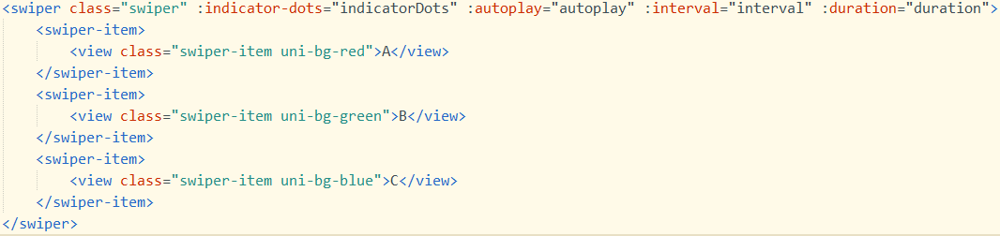 <swiper class="swiper" :indicator-dots="indicatorDots" :autoplay="autoplay" :interval="interval" :duration="duration">
    <swiper-item>
        <view class="swiper-item uni-bg-red">A</view>
    </swiper-item>
    <swiper-item>
        <view class="swiper-item uni-bg-green">B</view>
    </swiper-item>
    <swiper-item>
        <view class="swiper-item uni-bg-blue">C</view>
    </swiper-item>
</swiper>